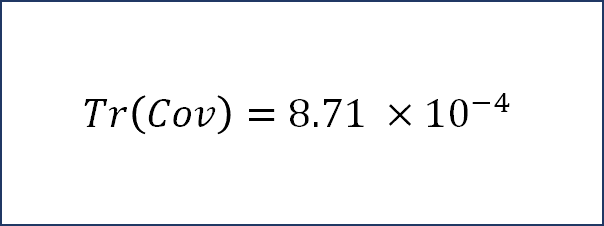 Tr(Cov) = 8.71 × 10⁻⁴